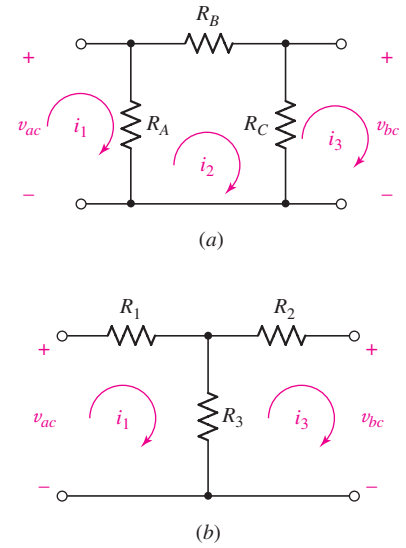 R_B
+ +
v_ac i_1 R_A i_2 R_C i_3 v_bc
– –
(a)
R_1 R_2
+ +
v_ac i_1 R_3 i_3 v_bc
– –
(b)